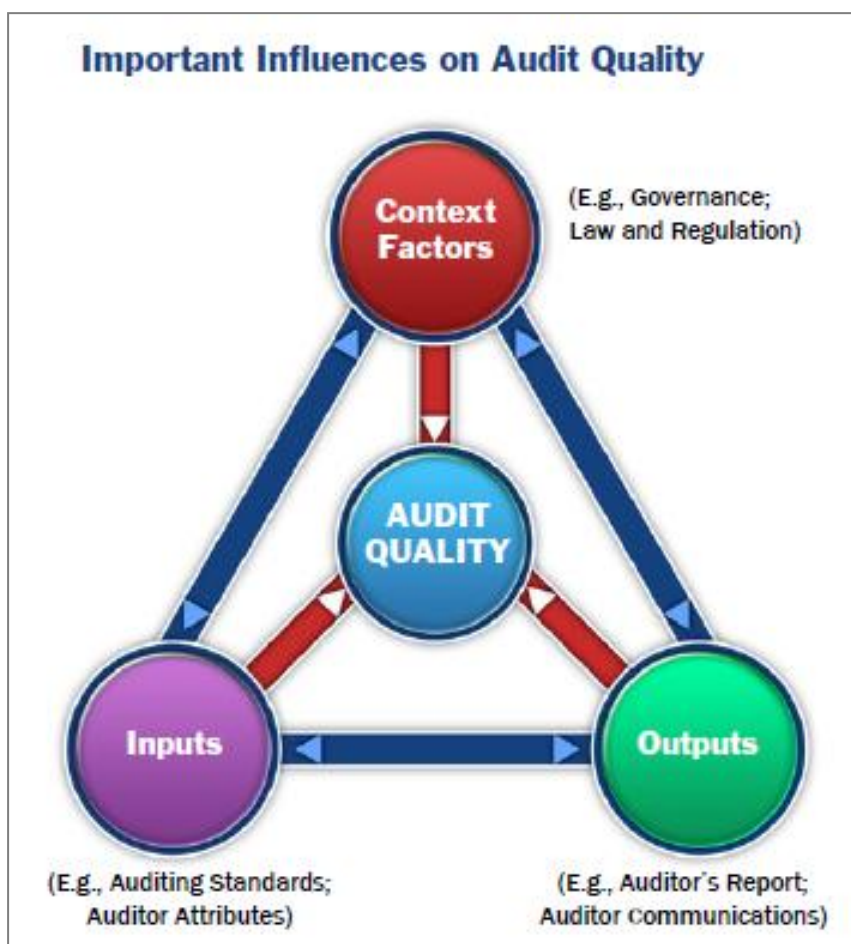 Important Influences on Audit Quality
Context
Factors
(E.g., Governance;
Law and Regulation)
AUDIT
QUALITY
Inputs
Outputs
(E.g., Auditing Standards;
Auditor Attributes)
(E.g., Auditor's Report;
Auditor Communications)